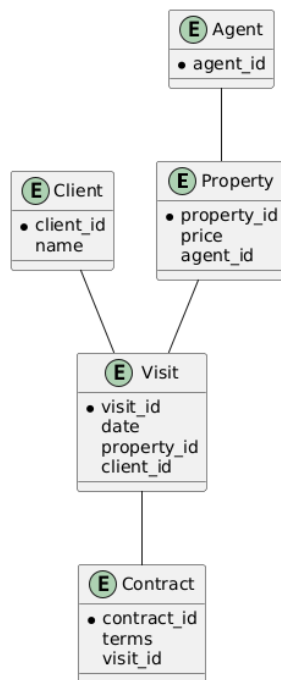 E Agent
* agent_id
E Client
* client_id
name
E Property
* property_id
price
agent_id
E Visit
* visit_id
date
property_id
client_id
E Contract
* contract_id
terms
visit_id